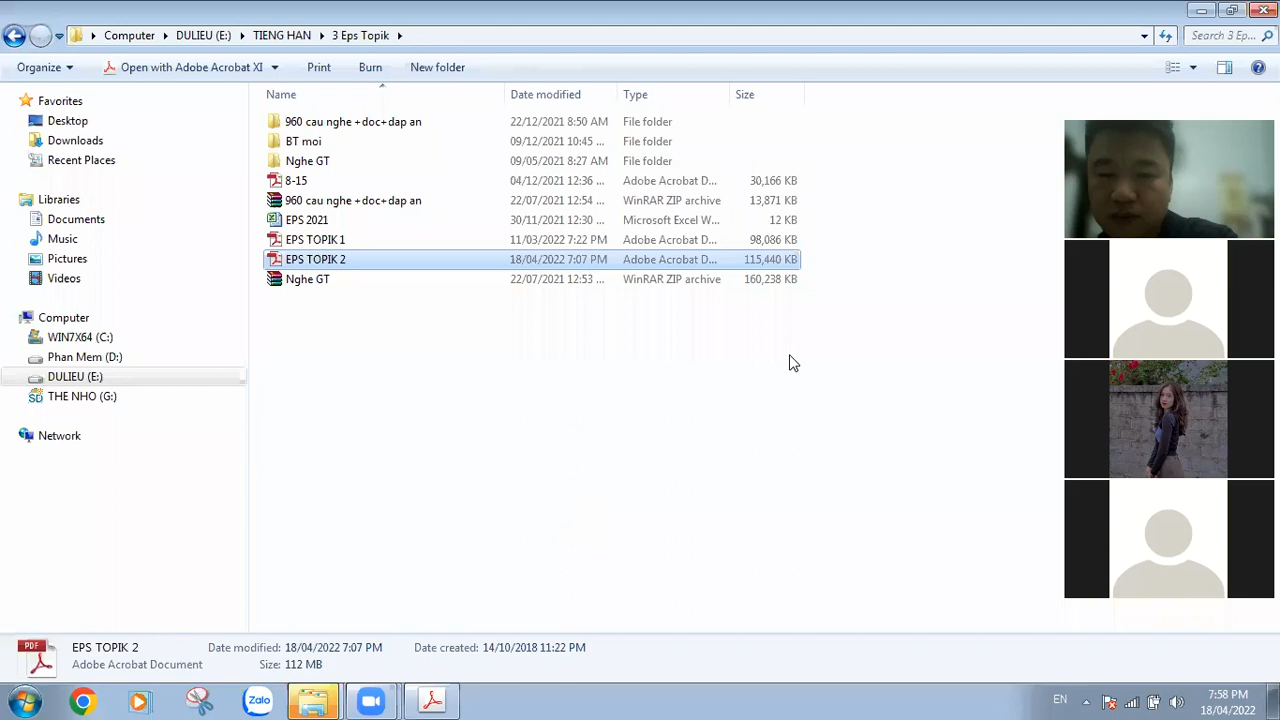 Computer ▸ DULIEU (E:) ▸ TIENG HAN ▸ 3 Eps Topik ▸
Search 3 Ep...
Organize
Open with Adobe Acrobat XI
Print
Burn
New folder
Name Date modified Type Size
960 cau nghe +doc+dap an 22/12/2021 8:50 AM File folder
BT moi 09/12/2021 10:45 ... File folder
Nghe GT 09/05/2021 8:27 AM File folder
8-15 04/12/2021 12:36 ... Adobe Acrobat D... 30,166 KB
960 cau nghe +doc+dap an 22/07/2021 12:54 ... WinRAR ZIP archive 13,871 KB
EPS 2021 30/11/2021 12:30 ... Microsoft Excel W... 12 KB
EPS TOPIK 1 11/03/2022 7:22 PM Adobe Acrobat D... 98,086 KB
EPS TOPIK 2 18/04/2022 7:07 PM Adobe Acrobat D... 115,440 KB
Nghe GT 22/07/2021 12:53 ... WinRAR ZIP archive 160,238 KB
Favorites
Desktop
Downloads
Recent Places
Libraries
Documents
Music
Pictures
Videos
Computer
WIN7X64 (C:)
Phan Mem (D:)
DULIEU (E:)
THE NHO (G:)
Network
PDF
EPS TOPIK 2 Date modified: 18/04/2022 7:07 PM Date created: 14/10/2018 11:22 PM
Adobe Acrobat Document Size: 112 MB
Zalo
EN
7:58 PM
18/04/2022